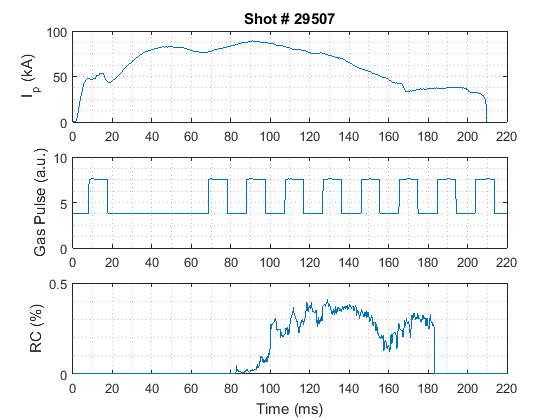 Shot # 29507
I_p (kA)
100
50
0
0 20 40 60 80 100 120 140 160 180 200 220
Gas Pulse (a.u.)
10
5
0
0 20 40 60 80 100 120 140 160 180 200 220
RC (%)
0.5
0
0 20 40 60 80 100 120 140 160 180 200 220
Time (ms)